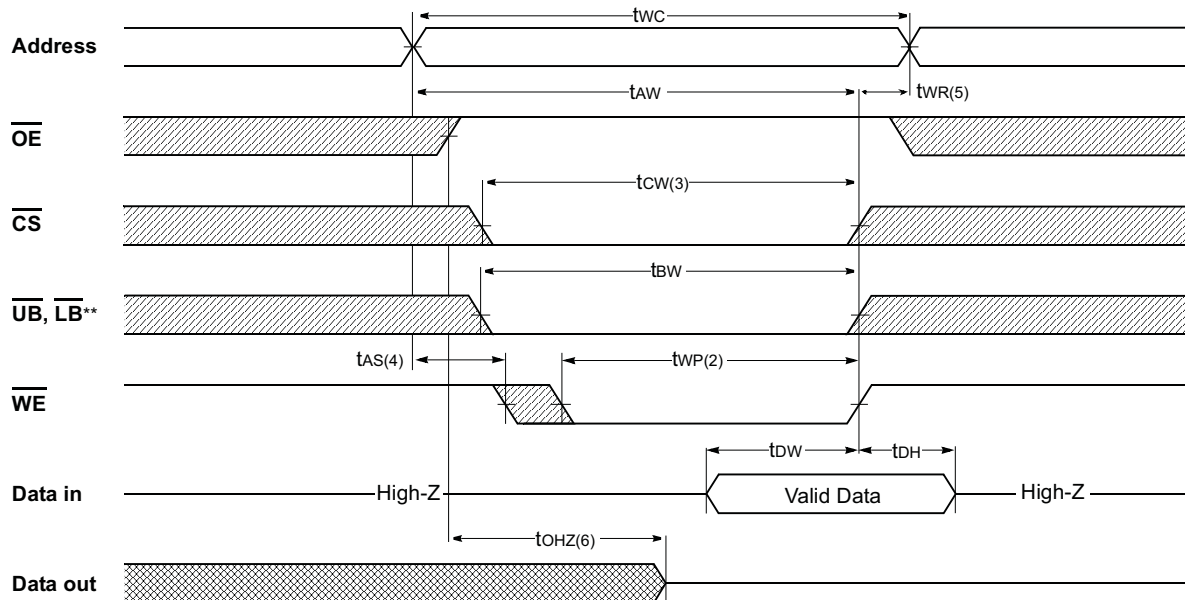 tWC
Address
tAW
tWR(5)
OE
tCW(3)
CS
tBW
UB, LB**
tAS(4)
tWP(2)
WE
tDW
tDH
Data in
High-Z
Valid Data
High-Z
tOHZ(6)
Data out